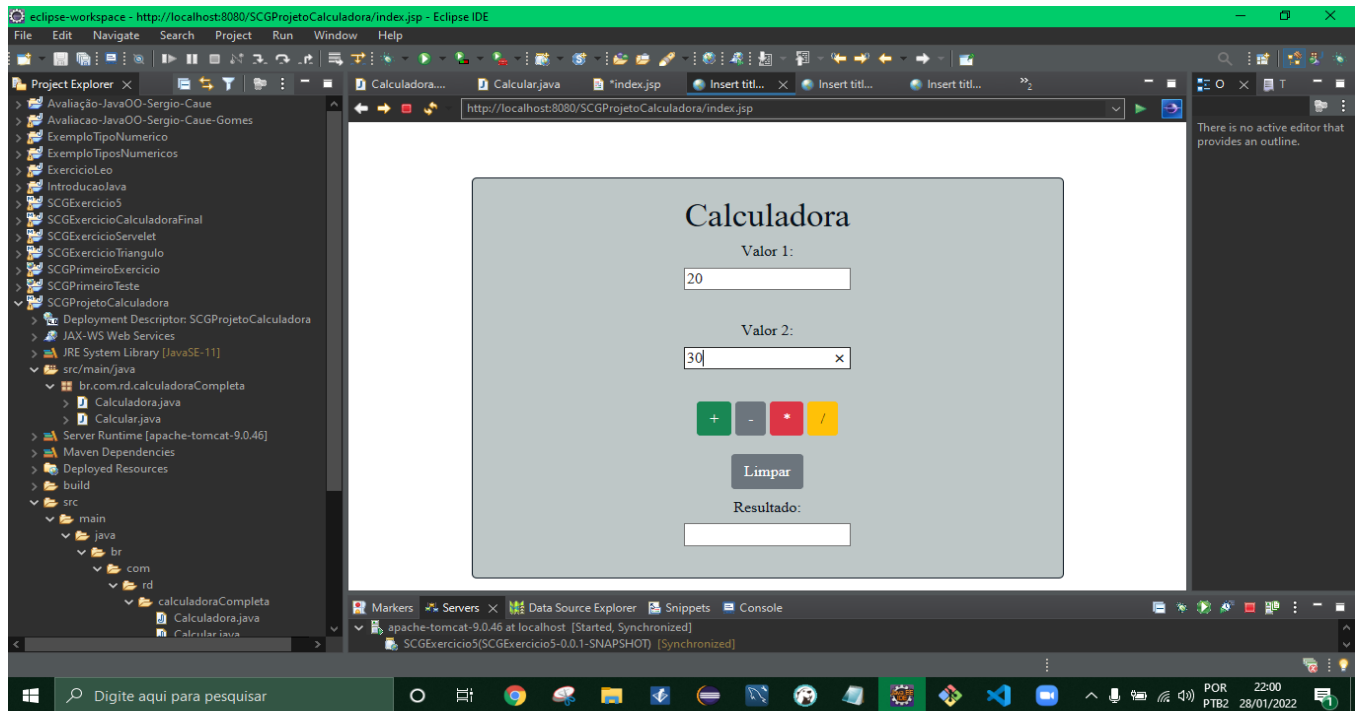 eclipse-workspace - http://localhost:8080/SCGProjetoCalculadora/index.jsp - Eclipse IDE
File Edit Navigate Search Project Run Window Help
Project Explorer
Avaliação-JavaOO-Sergio-Caue
Avaliacao-JavaOO-Sergio-Caue-Gomes
ExemploTipoNumerico
ExemploTiposNumericos
ExercicioLeo
IntroducaoJava
SCGExercicio5
SCGExercicioCalculadoraFinal
SCGExercicioServelet
SCGExercicioTriangulo
SCGPrimeiroExercicio
SCGPrimeiroTeste
SCGProjetoCalculadora
Deployment Descriptor: SCGProjetoCalculadora
JAX-WS Web Services
JRE System Library [JavaSE-11]
src/main/java
br.com.rd.calculadoraCompleta
Calculadora.java
Calcular.java
Server Runtime [apache-tomcat-9.0.46]
Maven Dependencies
Deployed Resources
build
src
main
java
br
com
rd
calculadoraCompleta
Calculadora.java
Calcular.java
Calculadora.... Calcular.java *index.jsp Insert titl... Insert titl... Insert titl... »2
http://localhost:8080/SCGProjetoCalculadora/index.jsp
Calculadora
Valor 1:
20
Valor 2:
30
+ - * /
Limpar
Resultado:
O T
There is no active editor that
provides an outline.
Markers Servers Data Source Explorer Snippets Console
apache-tomcat-9.0.46 at localhost [Started, Synchronized]
SCGExercicio5(SCGExercicio5-0.0.1-SNAPSHOT) [Synchronized]
Digite aqui para pesquisar
POR
PTB2
22:00
28/01/2022
1